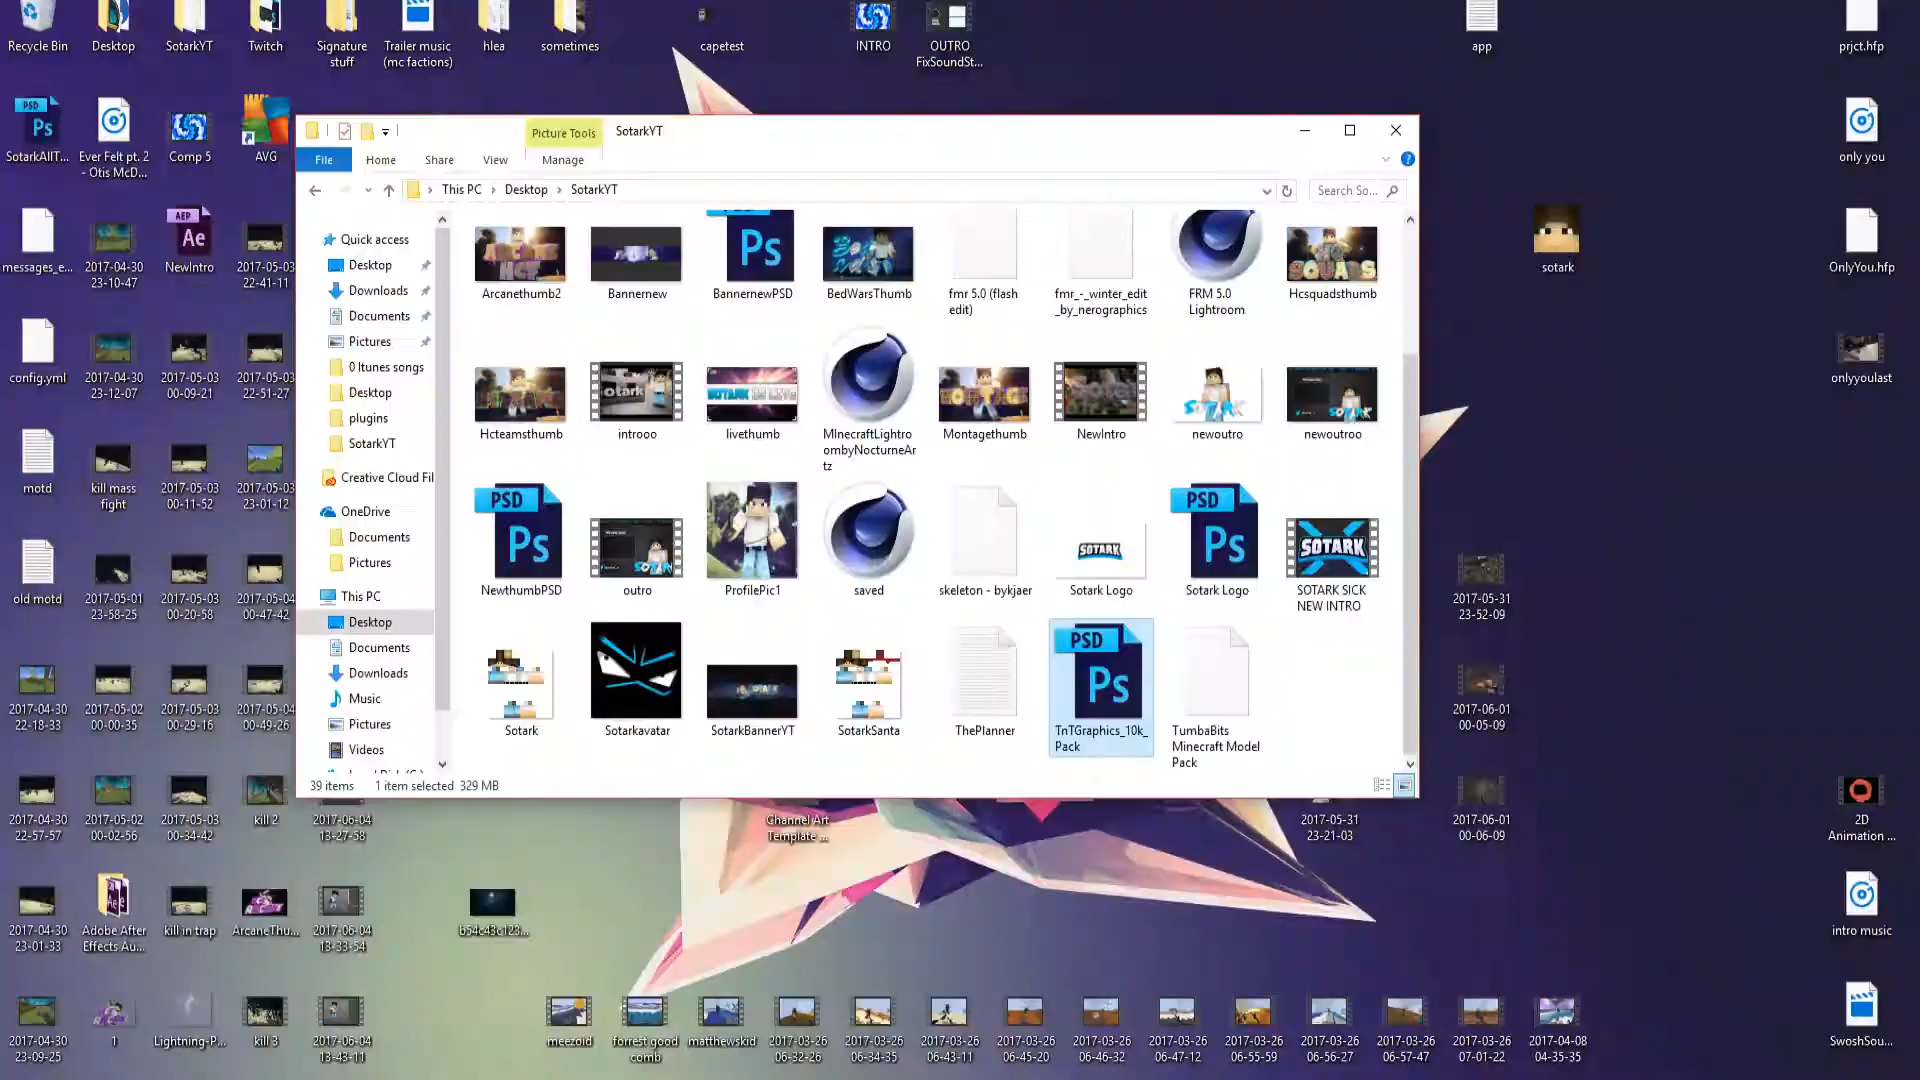 Recycle Bin
Desktop
SotarkYT
Twitch
Signature
stuff
Trailer music
(mc factions)
hlea
sometimes
capetest
INTRO
OUTRO
FixSoundSt...
app
prjct.hfp
SotarkAllT...
Ever Felt pt. 2
- Otis McD...
Comp 5
AVG
only you
messages_e...
2017-04-30
23-10-47
NewIntro
2017-05-03
22-41-11
sotark
OnlyYou.hfp
config.yml
2017-04-30
23-12-07
2017-05-03
00-09-21
2017-05-03
22-51-27
onlyyoulast
motd
kill mass
fight
2017-05-03
00-11-52
2017-05-03
23-01-12
old motd
2017-05-01
23-58-25
2017-05-03
00-20-58
2017-05-04
00-47-42
2017-05-31
23-52-09
2017-04-30
22-18-33
2017-05-02
00-00-35
2017-05-03
00-29-16
2017-05-04
00-49-26
2017-06-01
00-05-09
Picture Tools
SotarkYT
File
Home
Share
View
Manage
This PC
Desktop
SotarkYT
Search So...
Quick access
Desktop
Downloads
Documents
Pictures
0 Itunes songs
Desktop
plugins
SotarkYT
Creative Cloud Fil
OneDrive
Documents
Pictures
This PC
Desktop
Documents
Downloads
Music
Pictures
Videos
Arcanethumb2
Bannernew
BannernewPSD
BedWarsThumb
fmr 5.0 (flash
edit)
fmr_-_winter_edit
_by_nerographics
FRM 5.0
Lightroom
Hcsquadsthumb
Hcteamsthumb
introoo
livethumb
MInecraftLightro
ombyNocturneAr
tz
Montagethumb
NewIntro
newoutro
newoutroo
NewthumbPSD
outro
ProfilePic1
saved
skeleton - bykjaer
Sotark Logo
Sotark Logo
SOTARK SICK
NEW INTRO
Sotark
Sotarkavatar
SotarkBannerYT
SotarkSanta
ThePlanner
TnTGraphics_10k_
Pack
TumbaBits
Minecraft Model
Pack
39 items
1 item selected 329 MB
2017-04-30
22-57-57
2017-05-02
00-02-56
2017-05-03
00-34-42
kill 2
2017-06-04
13-27-58
Channel Art
Template ...
2017-05-31
23-21-03
2017-06-01
00-06-09
2D
Animation ...
2017-04-30
23-01-33
Adobe After
Effects Au...
kill in trap
ArcaneThu...
2017-06-04
13-33-54
b54c43c123...
intro music
2017-04-30
23-09-25
1
Lightning-P...
kill 3
2017-06-04
13-43-11
meezoid
forrest good
comb
matthewskid
2017-03-26
06-32-26
2017-03-26
06-34-35
2017-03-26
06-43-11
2017-03-26
06-45-20
2017-03-26
06-46-32
2017-03-26
06-47-12
2017-03-26
06-55-59
2017-03-26
06-56-27
2017-03-26
06-57-47
2017-03-26
07-01-22
2017-04-08
04-35-35
SwoshSou...